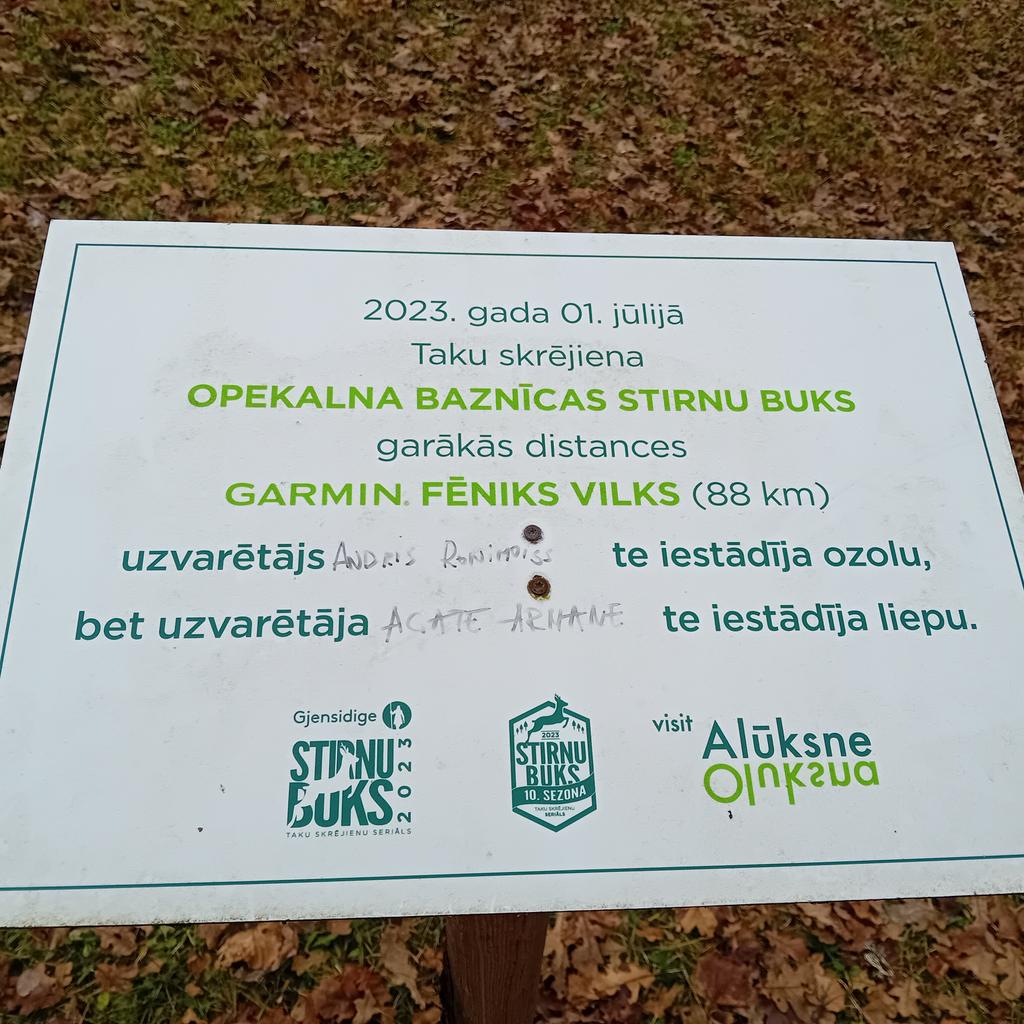 2023. gada 01. jūlijā
Taku skrējiena
OPEKALNA BAZNĪCAS STIRNU BUKS
garākās distances
GARMIN. FĒNIKS VILKS (88 km)
uzvarētājs ANDRIS RONIMOISS te iestādīja ozolu,
bet uzvarētāja AGATE ARMANE te iestādīja liepu.
Gjensidige
STIRNU
BUKS
2023
TAKU SKRĒJIENU SERIĀLS
2023
STIRNU
BUKS
10. SEZONA
TAKU SKRĒJIENU
SERIĀLS
visit Alūksne
Olūksna